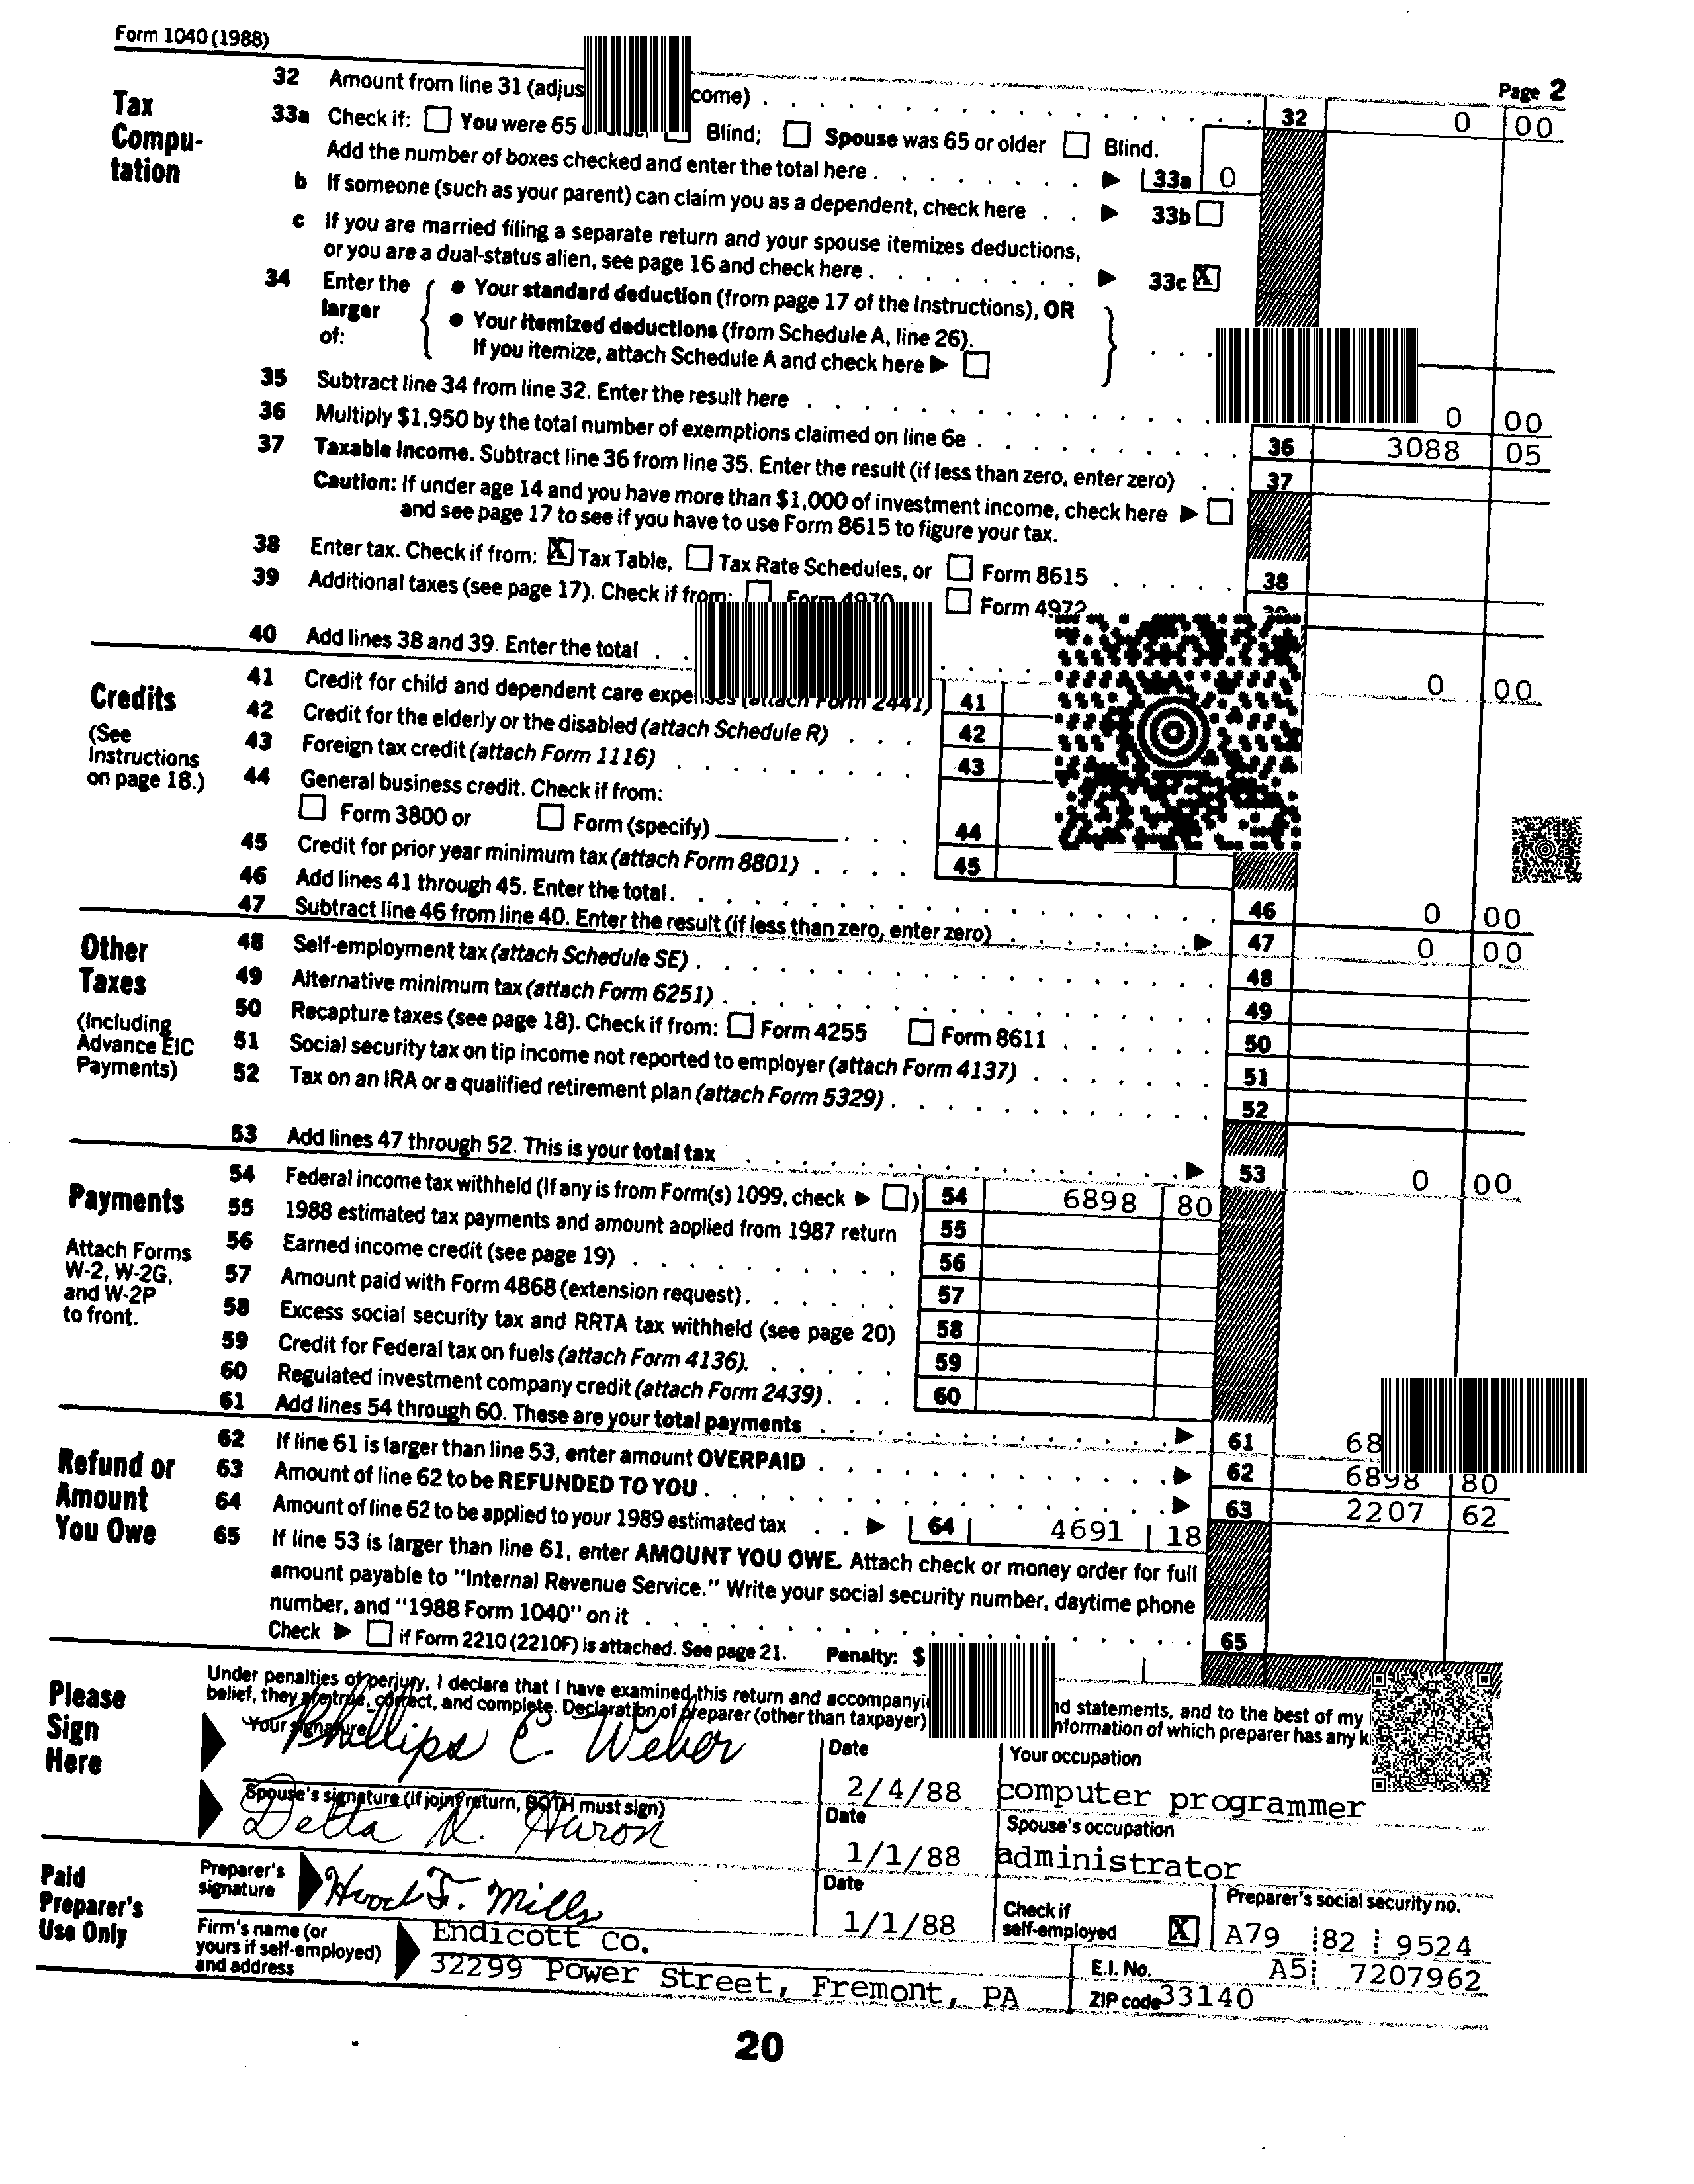 Form 1040 (1988)
Page 2
Tax
Compu-
tation
32 Amount from line 31 (adjus come) . . . . . . . . . . . . 32 0 00
33a Check if: You were 65 Blind; Spouse was 65 or older Blind.
Add the number of boxes checked and enter the total here . . . . . . . . ▶ 33a 0
b If someone (such as your parent) can claim you as a dependent, check here . . ▶ 33b
c If you are married filing a separate return and your spouse itemizes deductions,
or you are a dual-status alien, see page 16 and check here . . . . . . . ▶ 33c X
34 Enter the larger of:
• Your standard deduction (from page 17 of the Instructions), OR
• Your itemized deductions (from Schedule A, line 26).
If you itemize, attach Schedule A and check here ▶
35 Subtract line 34 from line 32. Enter the result here . . . . . . . . . . . 0 00
36 Multiply $1,950 by the total number of exemptions claimed on line 6e . . . . . . . . 36 3088 05
37 Taxable income. Subtract line 36 from line 35. Enter the result (if less than zero, enter zero) . . 37
Caution: If under age 14 and you have more than $1,000 of investment income, check here ▶
and see page 17 to see if you have to use Form 8615 to figure your tax.
38 Enter tax. Check if from: X Tax Table, Tax Rate Schedules, or Form 8615 . . . . . 38
39 Additional taxes (see page 17). Check if from: Form 4970 Form 4972 39
40 Add lines 38 and 39. Enter the total . . 0 00
Credits
(See
Instructions
on page 18.)
41 Credit for child and dependent care expenses (attach Form 2441) 41
42 Credit for the elderly or the disabled (attach Schedule R) . . . 42
43 Foreign tax credit (attach Form 1116) . . . . . . . . 43
44 General business credit. Check if from:
Form 3800 or Form (specify) . . . 44
45 Credit for prior year minimum tax (attach Form 8801) . . . . 45
46 Add lines 41 through 45. Enter the total . . . . . . . . . . . . 46 0 00
47 Subtract line 46 from line 40. Enter the result (if less than zero, enter zero) . . . . . . ▶ 47 0 00
Other
Taxes
(Including
Advance EIC
Payments)
48 Self-employment tax (attach Schedule SE) . . . . . . . . . . . . 48
49 Alternative minimum tax (attach Form 6251) . . . . . . . . . . . . 49
50 Recapture taxes (see page 18). Check if from: Form 4255 Form 8611 . . . . . 50
51 Social security tax on tip income not reported to employer (attach Form 4137) . . . . . . 51
52 Tax on an IRA or a qualified retirement plan (attach Form 5329) . . . . . . . . . 52
53 Add lines 47 through 52. This is your total tax . . . . . . . . . . . . ▶ 53 0 00
Payments
Attach Forms
W-2, W-2G,
and W-2P
to front.
54 Federal income tax withheld (If any is from Form(s) 1099, check ▶ ) 54 6898 80
55 1988 estimated tax payments and amount applied from 1987 return 55
56 Earned income credit (see page 19) . . . . . . . . . 56
57 Amount paid with Form 4868 (extension request) . . . . . 57
58 Excess social security tax and RRTA tax withheld (see page 20) 58
59 Credit for Federal tax on fuels (attach Form 4136). . . . . 59
60 Regulated investment company credit (attach Form 2439) . . . 60
61 Add lines 54 through 60. These are your total payments . . . . . . . . . . ▶ 61 68
Refund or
Amount
You Owe
62 If line 61 is larger than line 53, enter amount OVERPAID . . . . . . . . . . ▶ 62 6898 80
63 Amount of line 62 to be REFUNDED TO YOU . . . . . . . . . . . . ▶ 63 2207 62
64 Amount of line 62 to be applied to your 1989 estimated tax . . ▶ 64 4691 18
65 If line 53 is larger than line 61, enter AMOUNT YOU OWE. Attach check or money order for full
amount payable to "Internal Revenue Service." Write your social security number, daytime phone
number, and "1988 Form 1040" on it . . . . . . . . . . . . 65
Check ▶ if Form 2210 (2210F) is attached. See page 21. Penalty: $
Please
Sign
Here
Under penalties of perjury, I declare that I have examined this return and accompanyi nd statements, and to the best of my
belief, they are true, correct, and complete. Declaration of preparer (other than taxpayer) nformation of which preparer has any k
Your signature Phillips C. Weber Date 2/4/88 Your occupation computer programmer
Spouse's signature (if joint return, BOTH must sign) Delta N. Huron Date 1/1/88 Spouse's occupation administrator
Paid
Preparer's
Use Only
Preparer's signature Hood F. Mills Date 1/1/88 Check if self-employed X Preparer's social security no. A79 82 9524
Firm's name (or yours if self-employed) and address Endicott Co. E.I. No. A5 7207962
32299 Power Street, Fremont, PA ZIP code 33140
20